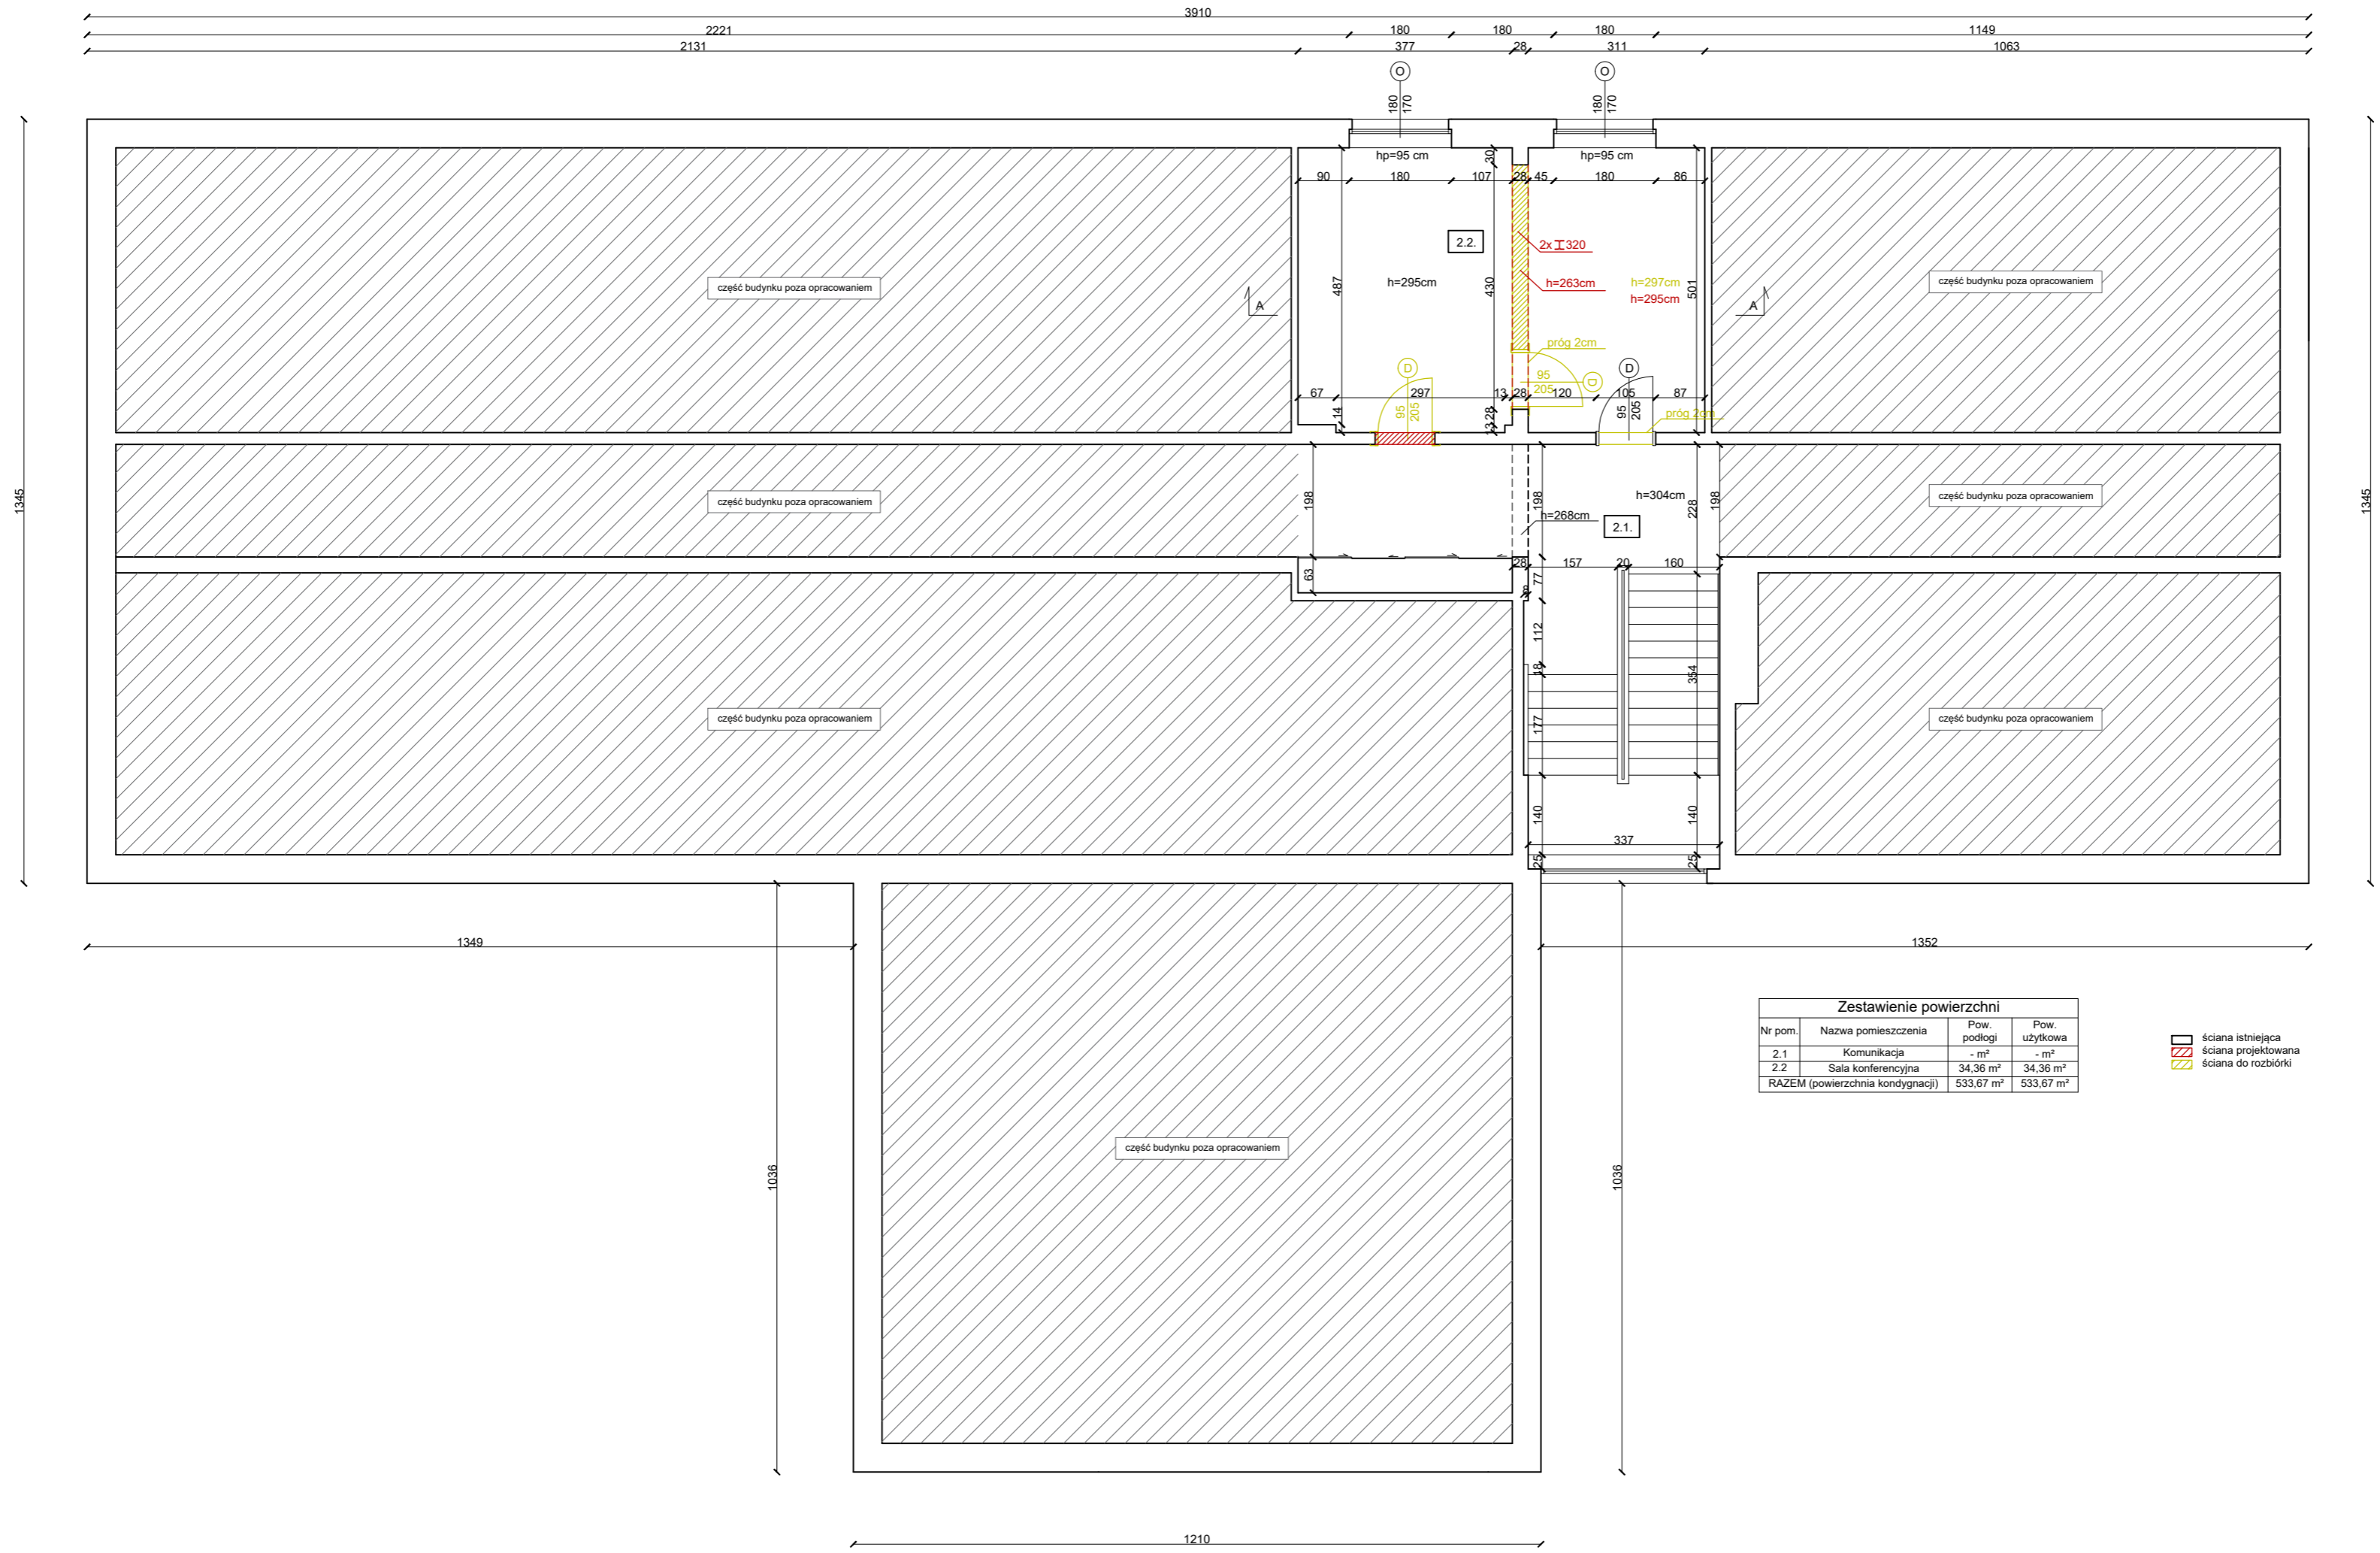 3910
2221 180 180 180 1149
2131 377 28 311 1063
O O
180 170 180 170
hp=95 cm 30 hp=95 cm
90 180 107 28 45 180 86
2.2.
2x I 320
487 h=295cm 430 h=263cm h=297cm 501
h=295cm
część budynku poza opracowaniem
część budynku poza opracowaniem
A A
próg 2cm
D D
95
205 D
67 297 13 28 120 105 87
95 205 95 205
14 28 próg 2cm
13
1345 1345
część budynku poza opracowaniem
198 198 h=304cm 228 198
część budynku poza opracowaniem
h=268cm 2.1.
28 157 20 160
63 77
112
18 354
część budynku poza opracowaniem
177
część budynku poza opracowaniem
140 140
337
25 25
1349 1352
Zestawienie powierzchni
Nr pom. Nazwa pomieszczenia Pow. podłogi Pow. użytkowa
2.1 Komunikacja - m² - m²
2.2 Sala konferencyjna 34,36 m² 34,36 m²
RAZEM (powierzchnia kondygnacji) 533,67 m² 533,67 m²
ściana istniejąca
ściana projektowana
ściana do rozbiórki
część budynku poza opracowaniem
1036 1036
1210